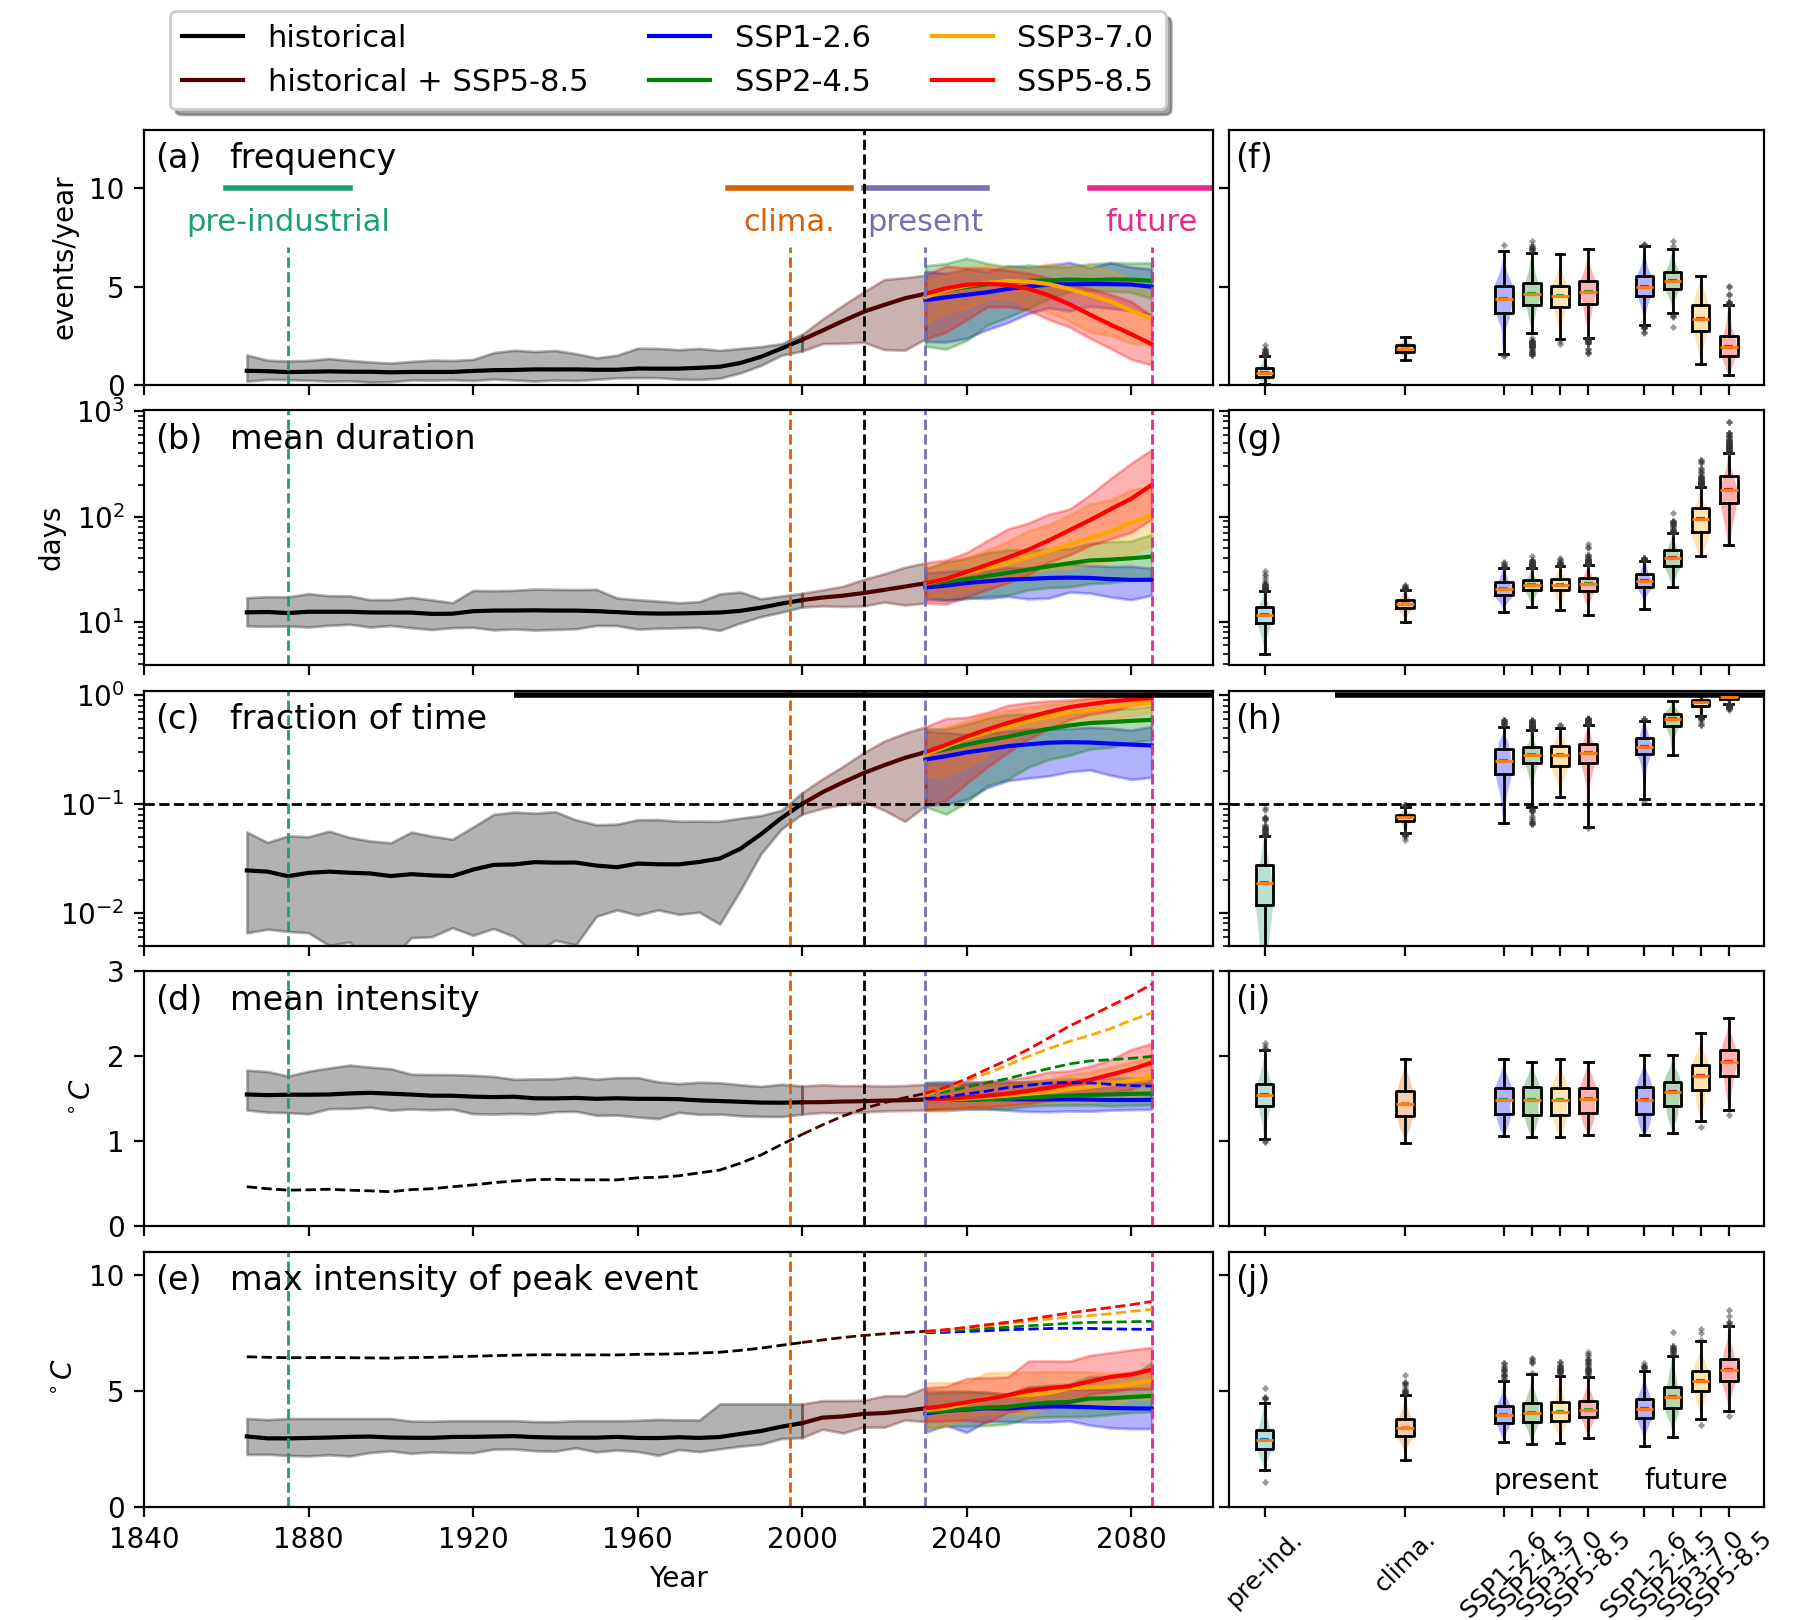 historical
historical + SSP5-8.5
SSP1-2.6
SSP2-4.5
SSP3-7.0
SSP5-8.5
(a) frequency
pre-industrial
clima.
present
future
events/year
10
5
0
(f)
(b) mean duration
days
10³
10²
10¹
(g)
(c) fraction of time
10⁰
10⁻¹
10⁻²
(h)
(d) mean intensity
°C
3
2
1
0
(i)
(e) max intensity of peak event
°C
10
5
0
(j)
present
future
1840 1880 1920 1960 2000 2040 2080
Year
pre-ind.
clima.
SSP1-2.6
SSP2-4.5
SSP3-7.0
SSP5-8.5
SSP1-2.6
SSP2-4.5
SSP3-7.0
SSP5-8.5